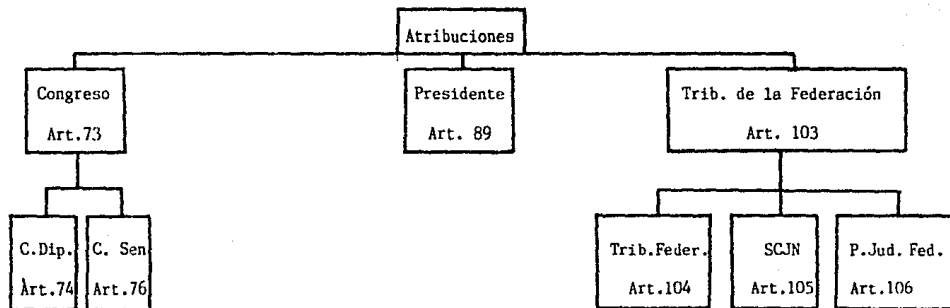 Atribuciones
Congreso
Art.73
Presidente
Art. 89
Trib. de la Federación
Art. 103
C.Dip.
Art.74
C. Sen
Art.76
Trib.Feder.
Art.104
SCJN
Art.105
P.Jud. Fed.
Art.106